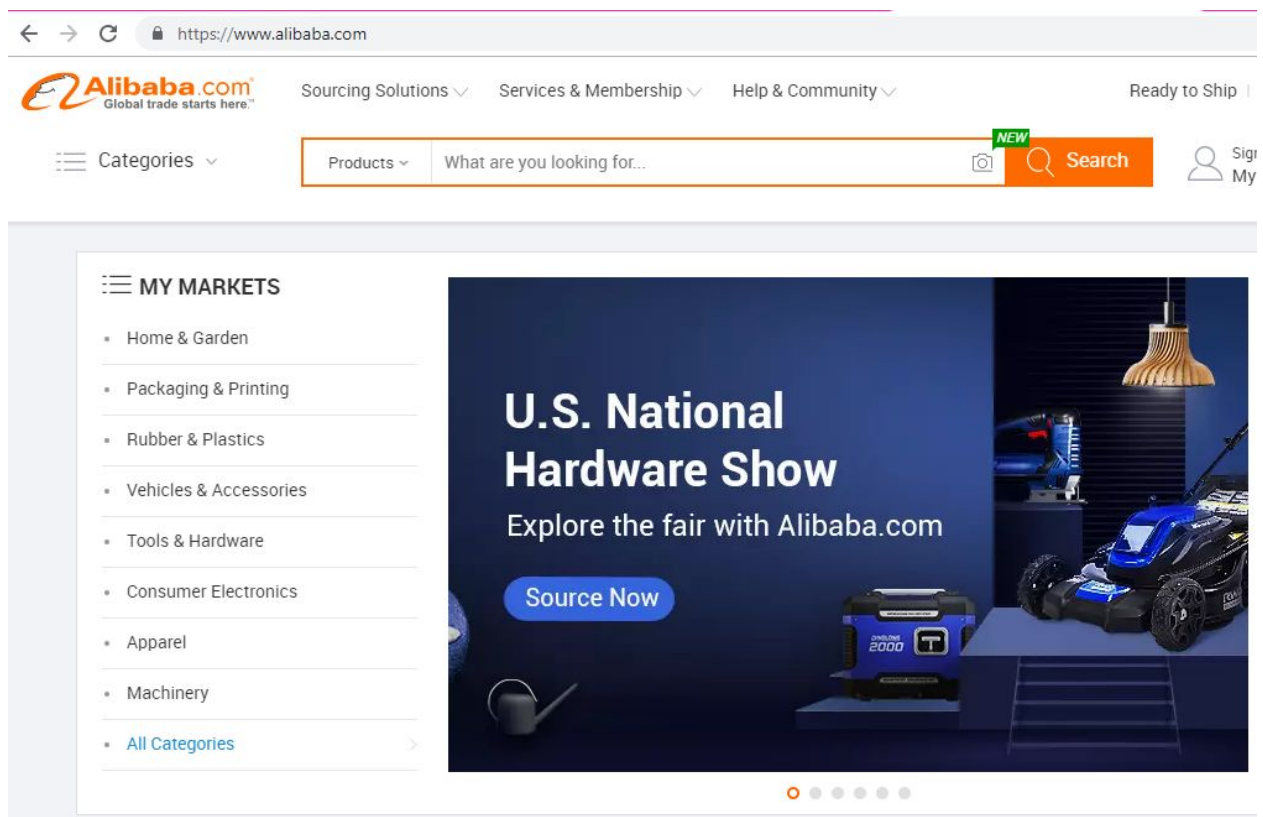 https://www.alibaba.com
Alibaba.com
Global trade starts here.™
Sourcing Solutions
Services & Membership
Help & Community
Ready to Ship
Categories
Products
What are you looking for...
NEW
Search
My
MY MARKETS
Home & Garden
Packaging & Printing
Rubber & Plastics
Vehicles & Accessories
Tools & Hardware
Consumer Electronics
Apparel
Machinery
All Categories
U.S. National
Hardware Show
Explore the fair with Alibaba.com
Source Now
2000